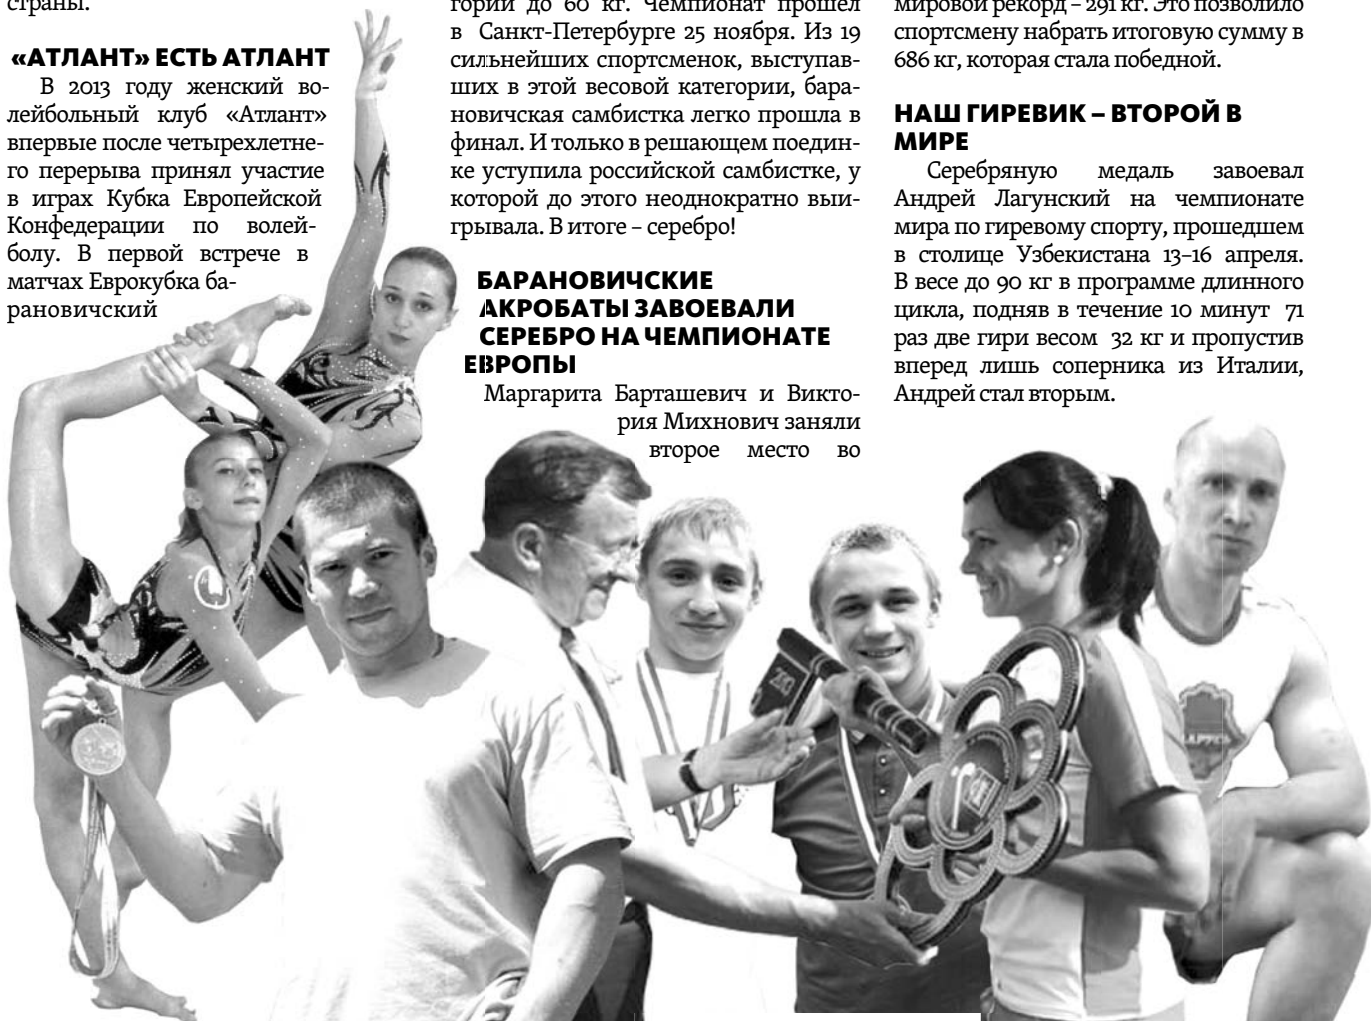 страны.
«АТЛАНТ» ЕСТЬ АТЛАНТ
В 2013 году женский во-
лейбольный клуб «Атлант»
впервые после четырехлетне-
го перерыва принял участие
в играх Кубка Европейской
Конфедерации по волей-
болу. В первой встрече в
матчах Еврокубка ба-
рановичский
гории до 60 кг. Чемпионат прошел
в Санкт-Петербурге 25 ноября. Из 19
сильнейших спортсменок, выступав-
ших в этой весовой категории, бара-
новичская самбистка легко прошла в
финал. И только в решающем поедин-
ке уступила российской самбистке, у
которой до этого неоднократно выи-
грывала. В итоге – серебро!
БАРАНОВИЧСКИЕ
АКРОБАТЫ ЗАВОЕВАЛИ
СЕРЕБРО НА ЧЕМПИОНАТЕ
ЕВРОПЫ
Маргарита Барташевич и Викто-
рия Михнович заняли
второе место во
мировой рекорд – 291 кг. Это позволило
спортсмену набрать итоговую сумму в
686 кг, которая стала победной.
НАШ ГИРЕВИК – ВТОРОЙ В
МИРЕ
Серебряную медаль завоевал
Андрей Лагунский на чемпионате
мира по гиревому спорту, прошедшем
в столице Узбекистана 13–16 апреля.
В весе до 90 кг в программе длинного
цикла, подняв в течение 10 минут 71
раз две гири весом 32 кг и пропустив
вперед лишь соперника из Италии,
Андрей стал вторым.